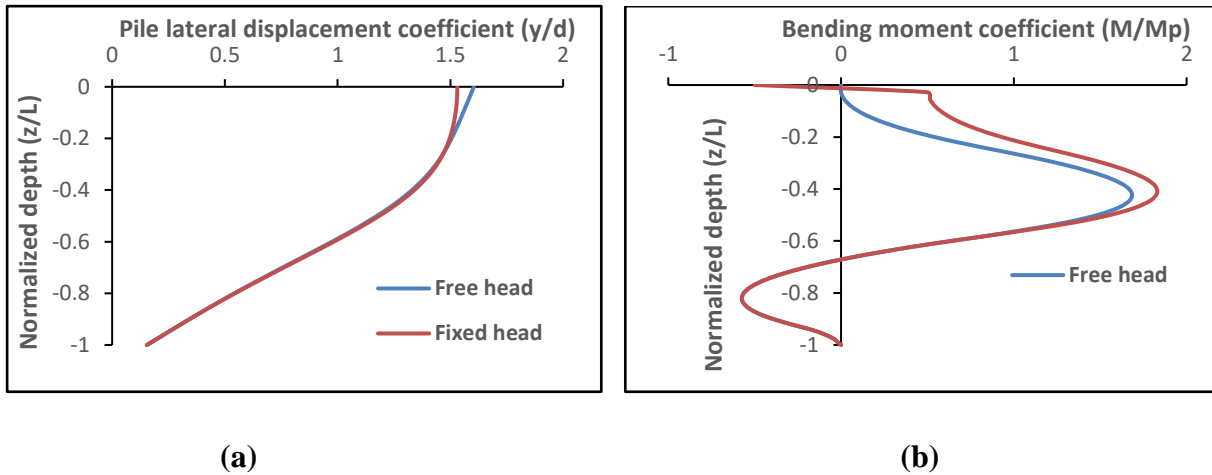 Pile lateral displacement coefficient (y/d)
0 0.5 1 1.5 2
Normalized depth (z/L)
0
-0.2
-0.4
-0.6
-0.8
-1
Free head
Fixed head
(a)
Bending moment coefficient (M/Mp)
-1 0 1 2
Normalized depth (z/L)
0
-0.2
-0.4
-0.6
-0.8
-1
Free head
(b)